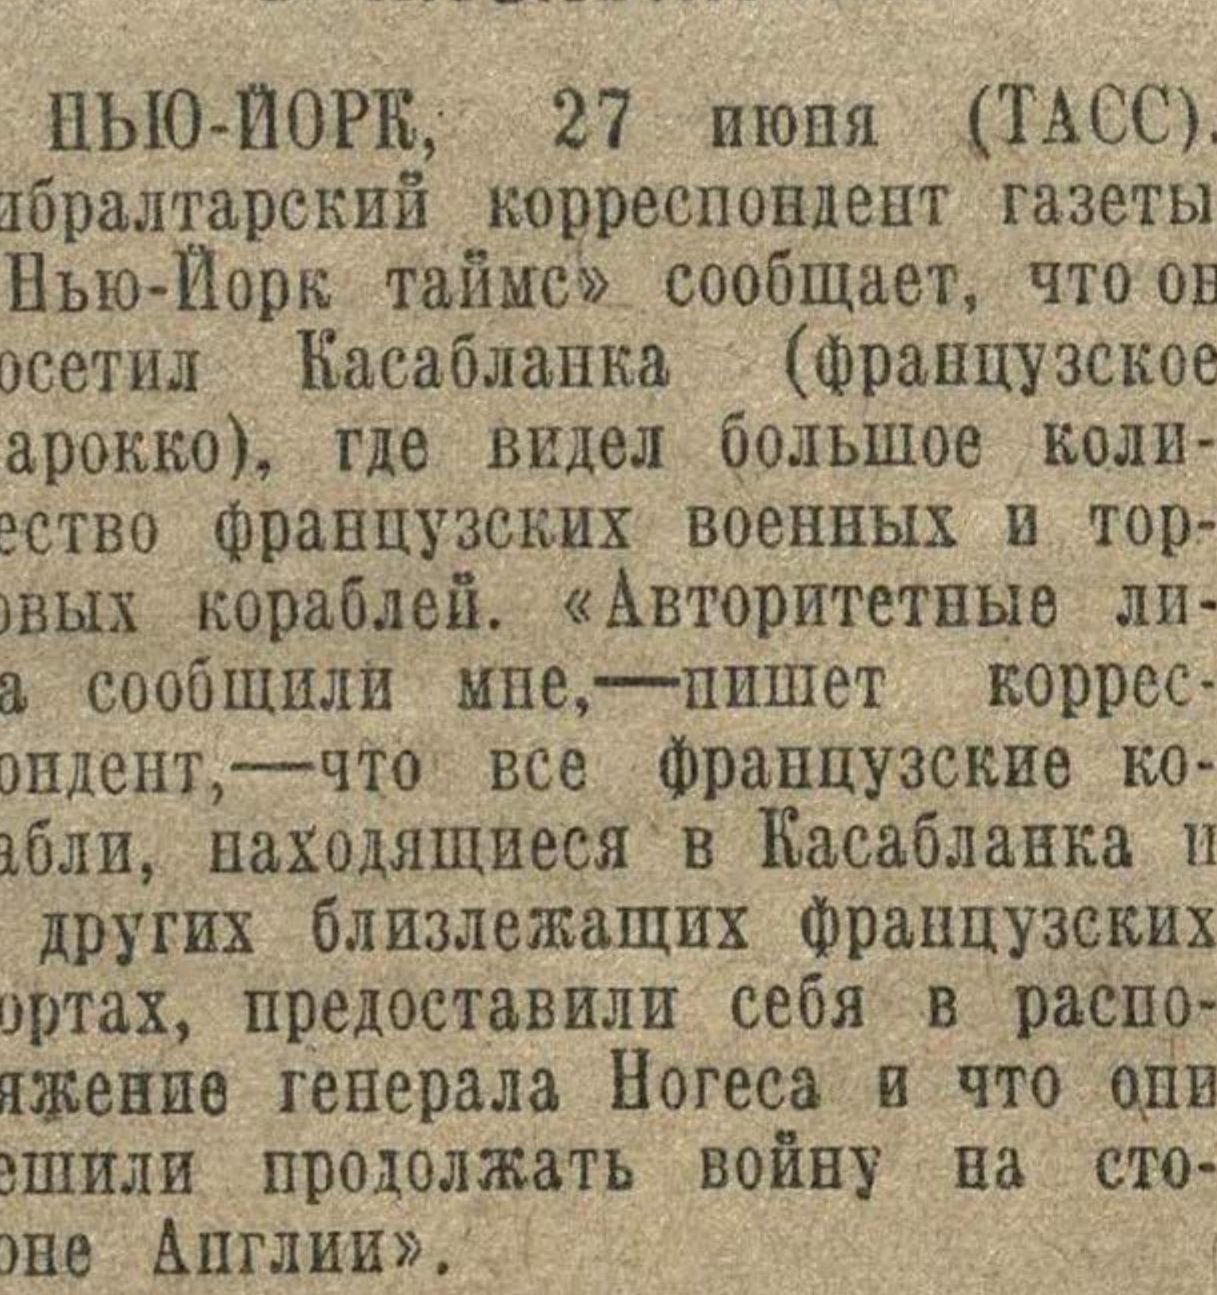 НЬЮ-ЙОРК, 27 июня (ТАСС).
ибралтарский корреспондент газеты
Нью-Йорк таймс» сообщает, что он
осетил Касабланка (французское
арокко), где видел большое коли-
ество французских военных и тор-
овых кораблей. «Авторитетные ли-
а сообщили мне,—пишет коррес-
ондент,—что все французские ко-
абли, находящиеся в Касабланка и
других близлежащих французских
ортах, предоставили себя в распо-
яжение генерала Ногеса и что они
ешили продолжать войну на сто-
оне Англии».